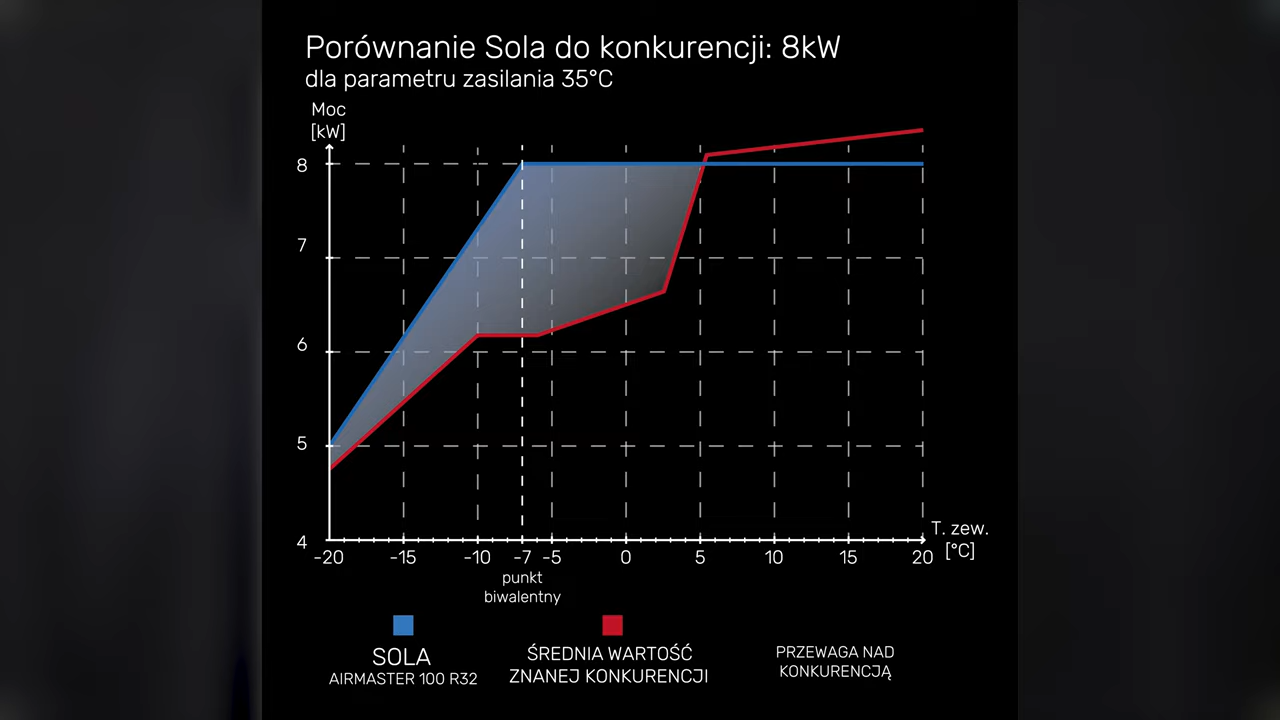 Porównanie Sola do konkurencji: 8kW
dla parametru zasilania 35°C
Moc
[kW]
8
7
6
5
4
-20 -15 -10 -7 -5 0 5 10 15 20
T. zew.
[°C]
punkt
biwalentny
SOLA
AIRMASTER 100 R32
ŚREDNIA WARTOŚĆ
ZNANEJ KONKURENCJI
PRZEWAGA NAD
KONKURENCJĄ